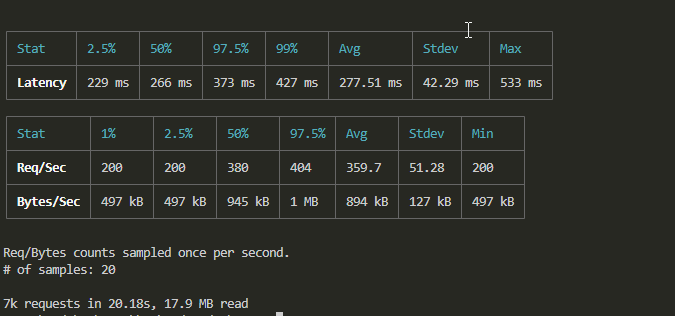 Stat 2.5% 50% 97.5% 99% Avg Stdev Max
Latency 229 ms 266 ms 373 ms 427 ms 277.51 ms 42.29 ms 533 ms
Stat 1% 2.5% 50% 97.5% Avg Stdev Min
Req/Sec 200 200 380 404 359.7 51.28 200
Bytes/Sec 497 kB 497 kB 945 kB 1 MB 894 kB 127 kB 497 kB
Req/Bytes counts sampled once per second.
# of samples: 20
7k requests in 20.18s, 17.9 MB read